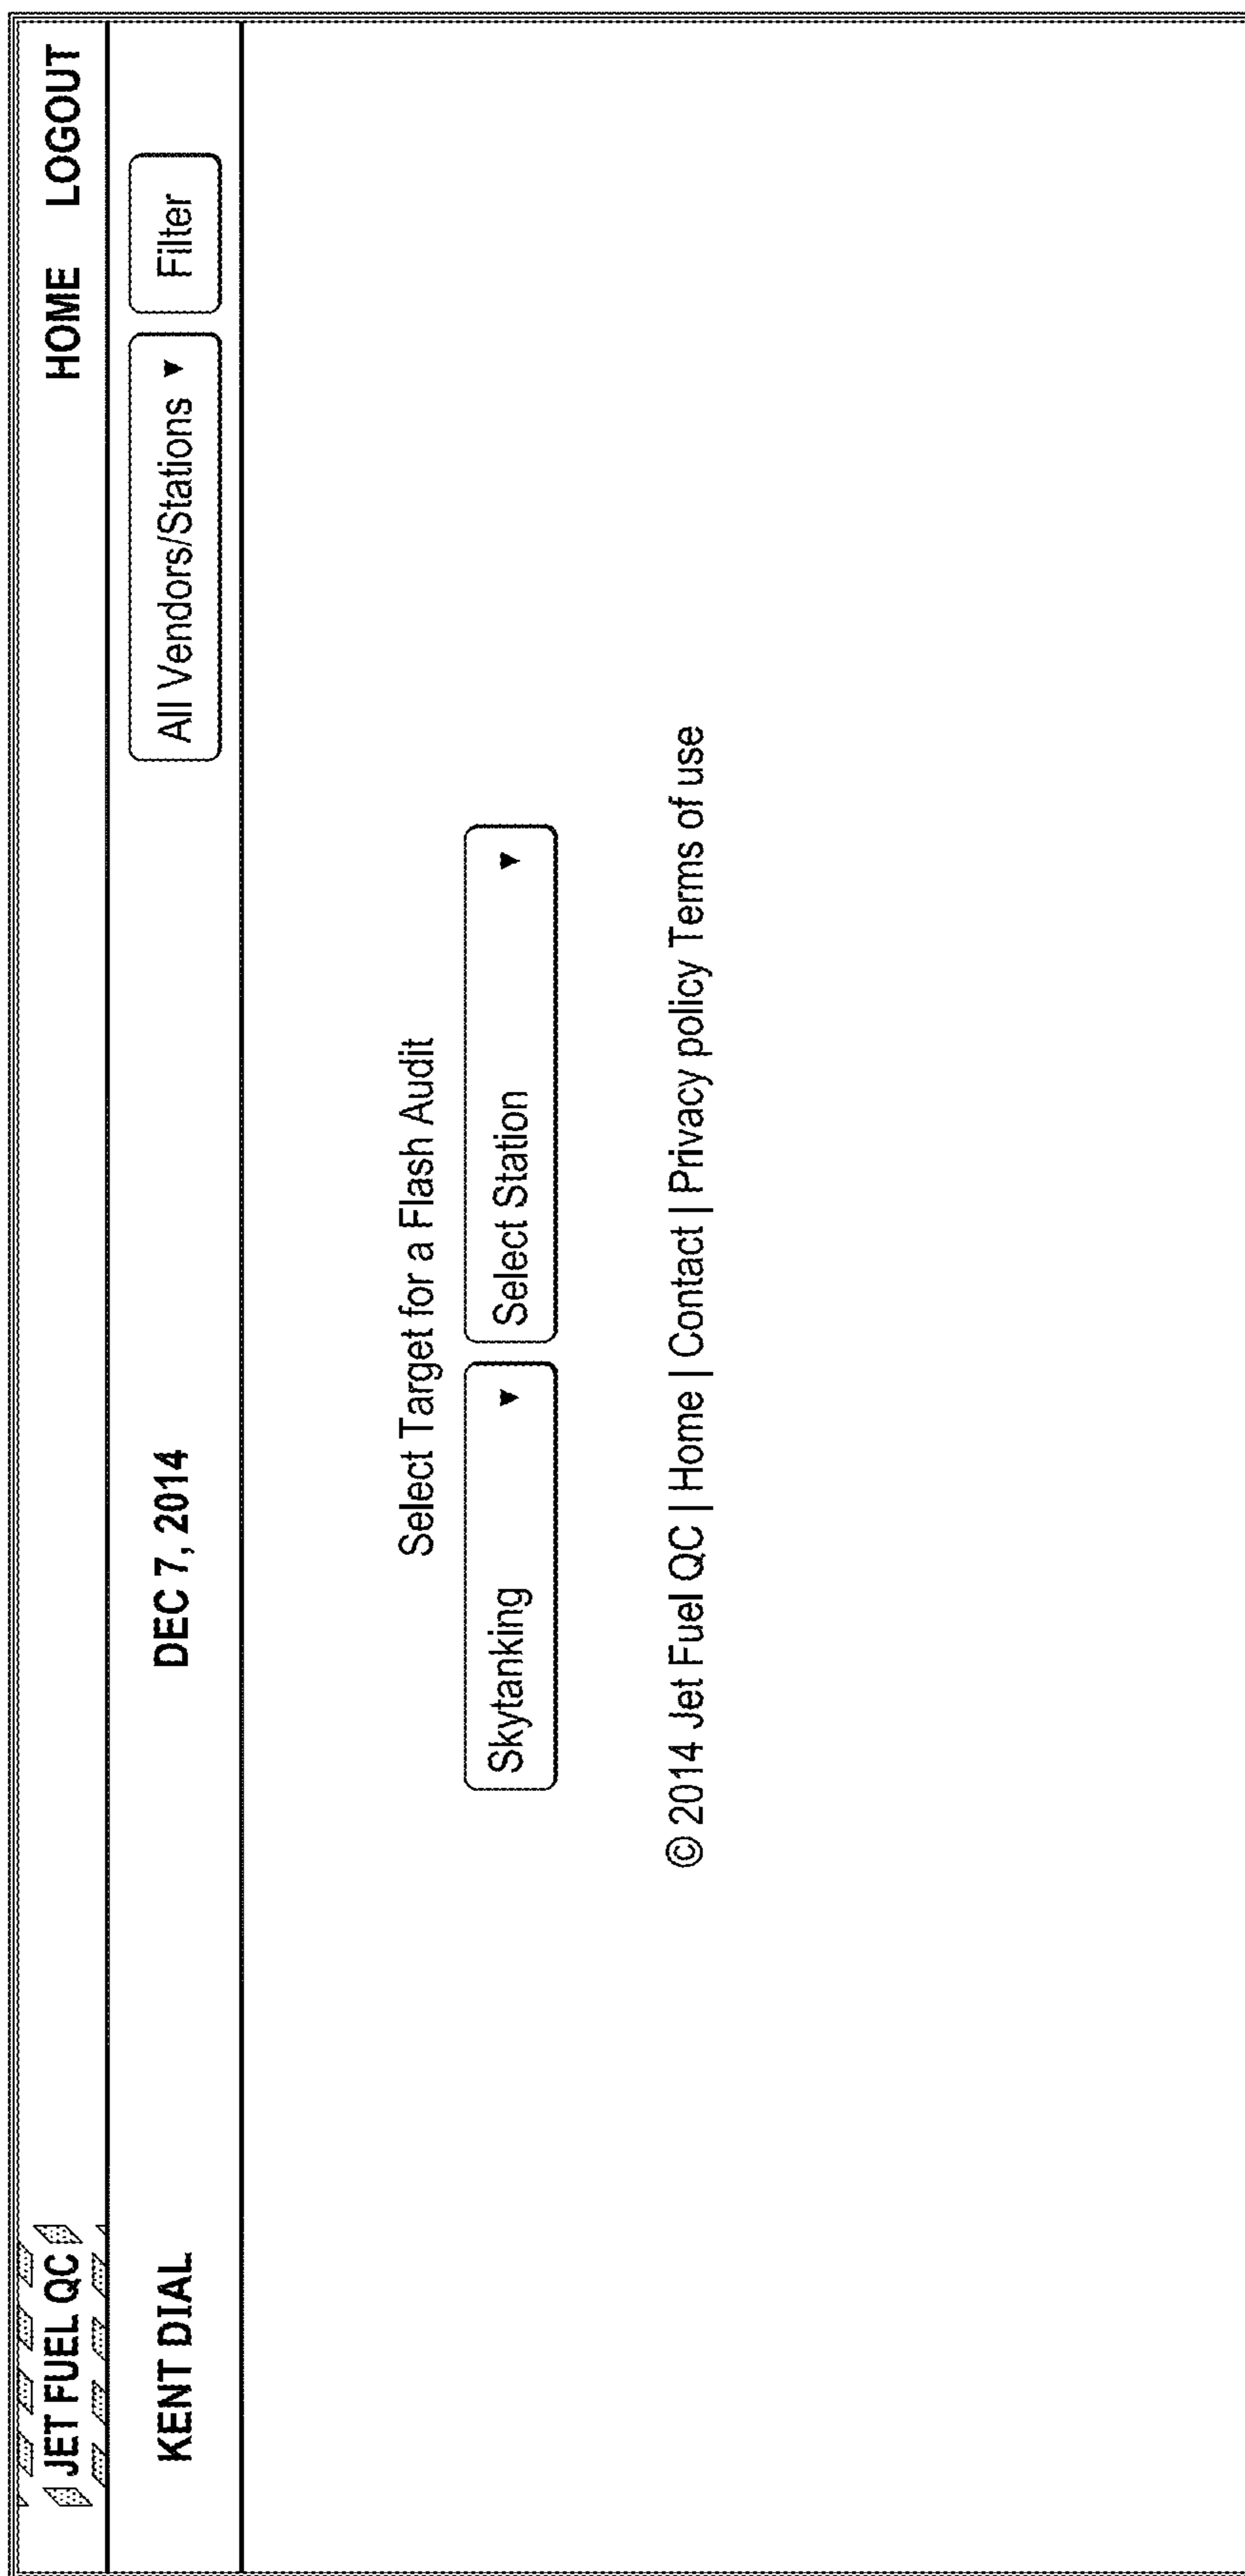 JET FUEL QC HOME LOGOUT
KENT DIAL DEC 7, 2014 All Vendors/Stations ▼ Filter
Select Target for a Flash Audit
Skytanking ▼ Select Station ▼
© 2014 Jet Fuel QC | Home | Contact | Privacy policy Terms of use